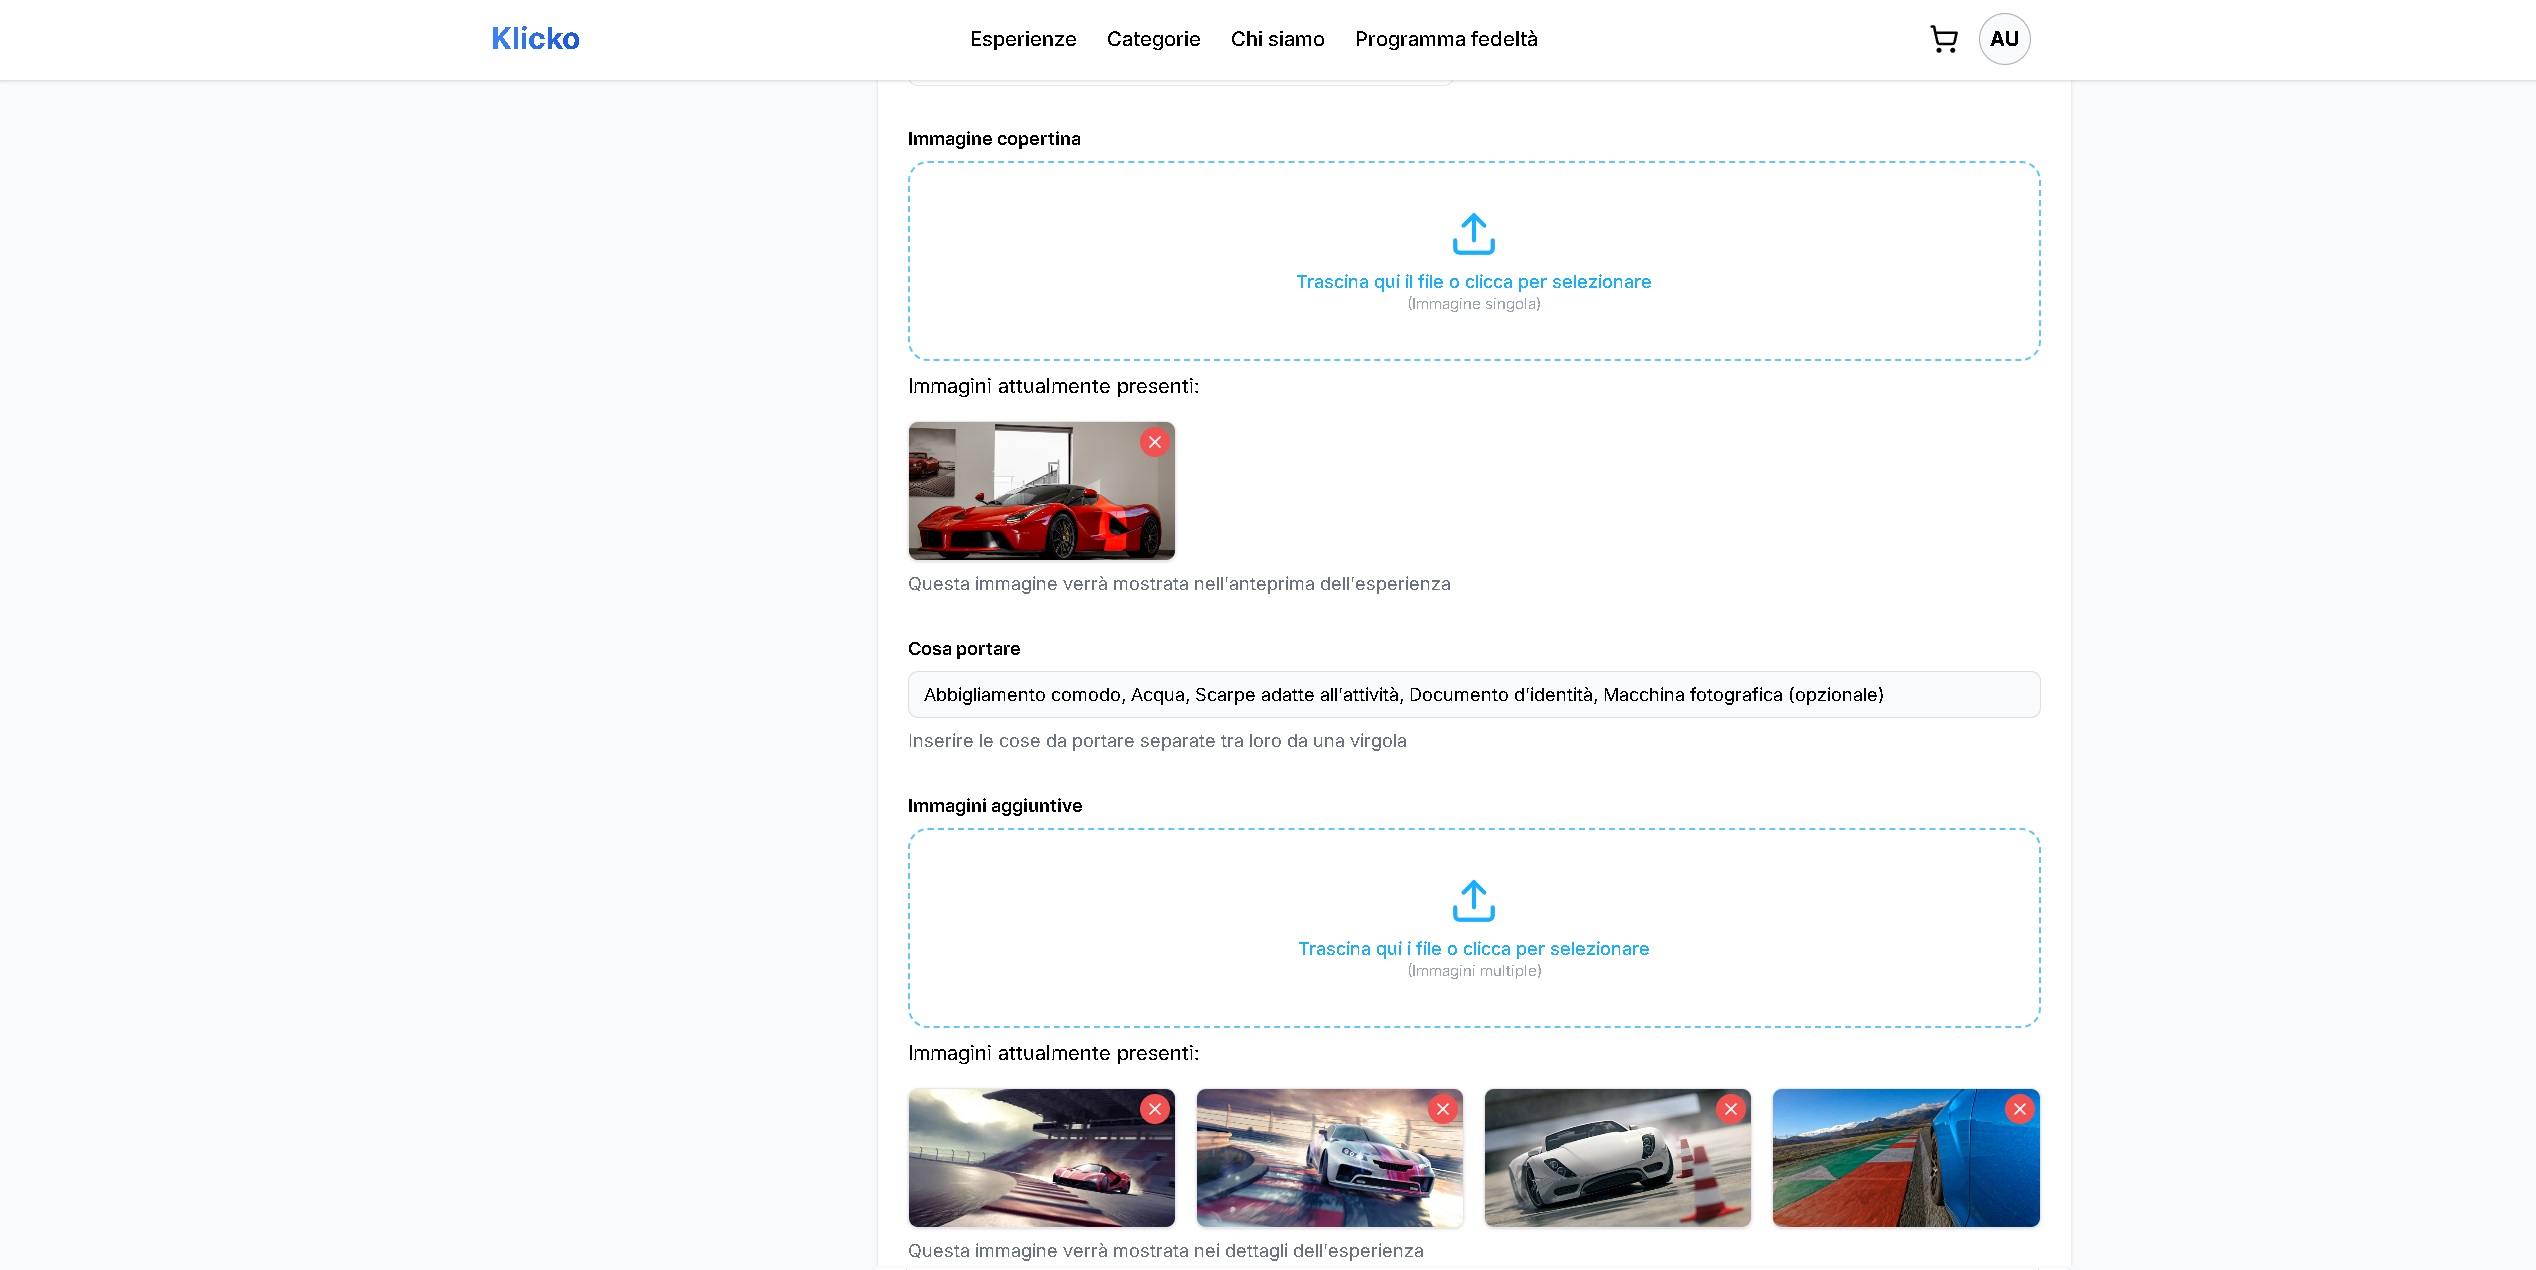 Klicko
Esperienze
Categorie
Chi siamo
Programma fedeltà
AU
Immagine copertina
Trascina qui il file o clicca per selezionare
(Immagine singola)
Immagini attualmente presenti:
Questa immagine verrà mostrata nell'anteprima dell'esperienza
Cosa portare
Abbigliamento comodo, Acqua, Scarpe adatte all'attività, Documento d'identità, Macchina fotografica (opzionale)
Inserire le cose da portare separate tra loro da una virgola
Immagini aggiuntive
Trascina qui i file o clicca per selezionare
(Immagini multiple)
Immagini attualmente presenti:
Questa immagine verrà mostrata nei dettagli dell'esperienza